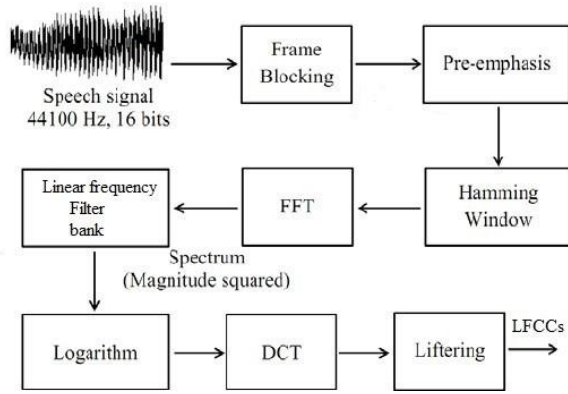 Speech signal
44100 Hz, 16 bits
Frame
Blocking
Pre-emphasis
Hamming
Window
FFT
Linear frequency
Filter
bank
Spectrum
(Magnitude squared)
Logarithm
DCT
Liftering
LFCCs